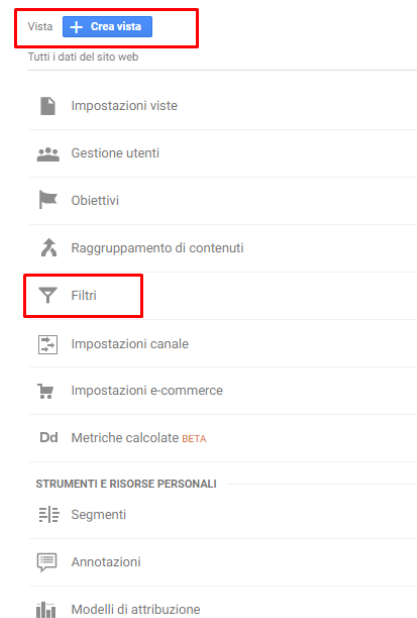 Vista + Crea vista
Tutti i dati del sito web
Impostazioni viste
Gestione utenti
Obiettivi
Raggruppamento di contenuti
Filtri
Impostazioni canale
Impostazioni e-commerce
Dd Metriche calcolate BETA
STRUMENTI E RISORSE PERSONALI
Segmenti
Annotazioni
Modelli di attribuzione